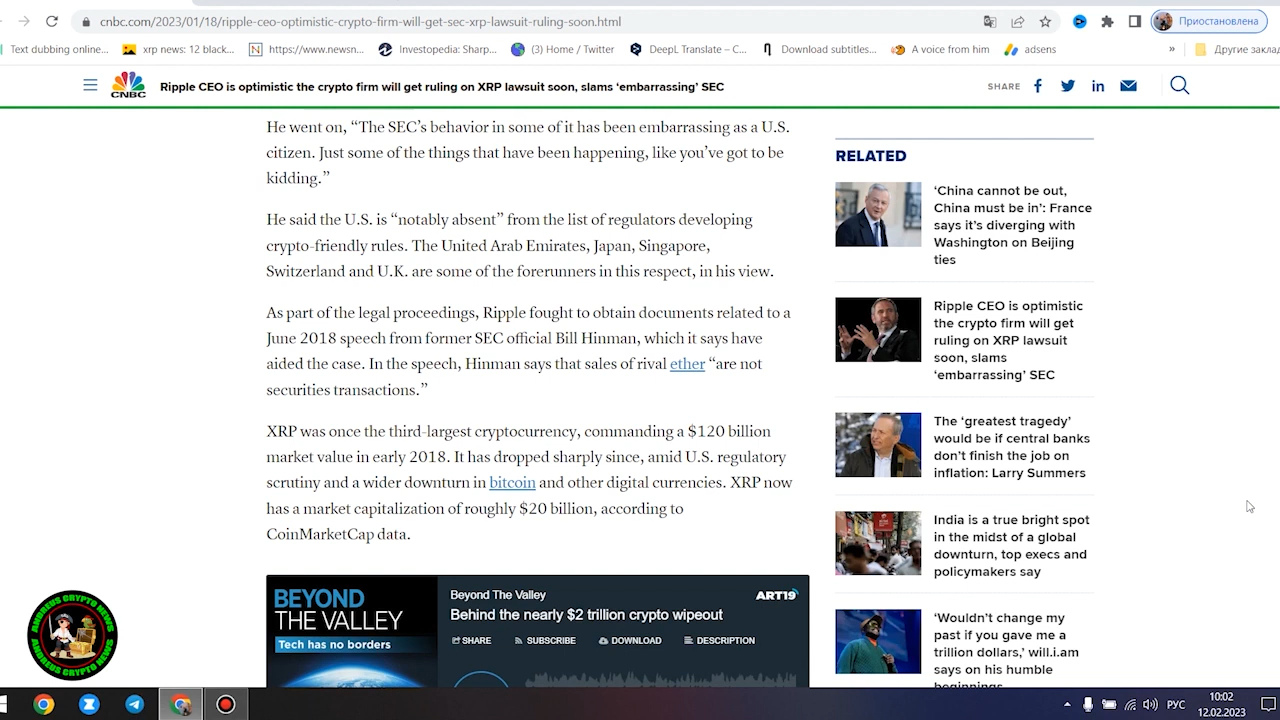 cnbc.com/2023/01/18/ripple-ceo-optimistic-crypto-firm-will-get-sec-xrp-lawsuit-ruling-soon.html
Приостановлена
Text dubbing online...
xrp news: 12 black...
https://www.newsn...
Investopedia: Sharp...
(3) Home / Twitter
DeepL Translate – C...
Download subtitles...
A voice from him
adsens
»
Другие заклад
CNBC
Ripple CEO is optimistic the crypto firm will get ruling on XRP lawsuit soon, slams ‘embarrassing’ SEC
SHARE
He went on, “The SEC’s behavior in some of it has been embarrassing as a U.S.
citizen. Just some of the things that have been happening, like you’ve got to be
kidding.”
He said the U.S. is “notably absent” from the list of regulators developing
crypto-friendly rules. The United Arab Emirates, Japan, Singapore,
Switzerland and U.K. are some of the forerunners in this respect, in his view.
As part of the legal proceedings, Ripple fought to obtain documents related to a
June 2018 speech from former SEC official Bill Hinman, which it says have
aided the case. In the speech, Hinman says that sales of rival ether “are not
securities transactions.”
XRP was once the third-largest cryptocurrency, commanding a $120 billion
market value in early 2018. It has dropped sharply since, amid U.S. regulatory
scrutiny and a wider downturn in bitcoin and other digital currencies. XRP now
has a market capitalization of roughly $20 billion, according to
CoinMarketCap data.
BEYOND
THE VALLEY
Tech has no borders
Beyond The Valley
ART19
Behind the nearly $2 trillion crypto wipeout
SHARE
SUBSCRIBE
DOWNLOAD
DESCRIPTION
RELATED
‘China cannot be out,
China must be in’: France
says it’s diverging with
Washington on Beijing
ties
Ripple CEO is optimistic
the crypto firm will get
ruling on XRP lawsuit
soon, slams
‘embarrassing’ SEC
The ‘greatest tragedy’
would be if central banks
don’t finish the job on
inflation: Larry Summers
India is a true bright spot
in the midst of a global
downturn, top execs and
policymakers say
‘Wouldn’t change my
past if you gave me a
trillion dollars,’ will.i.am
says on his humble
beginnings
ANDREUS CRYPTO NEWS
ANDREUS CRYPTO NEWS
РУС
10:02
12.02.2023